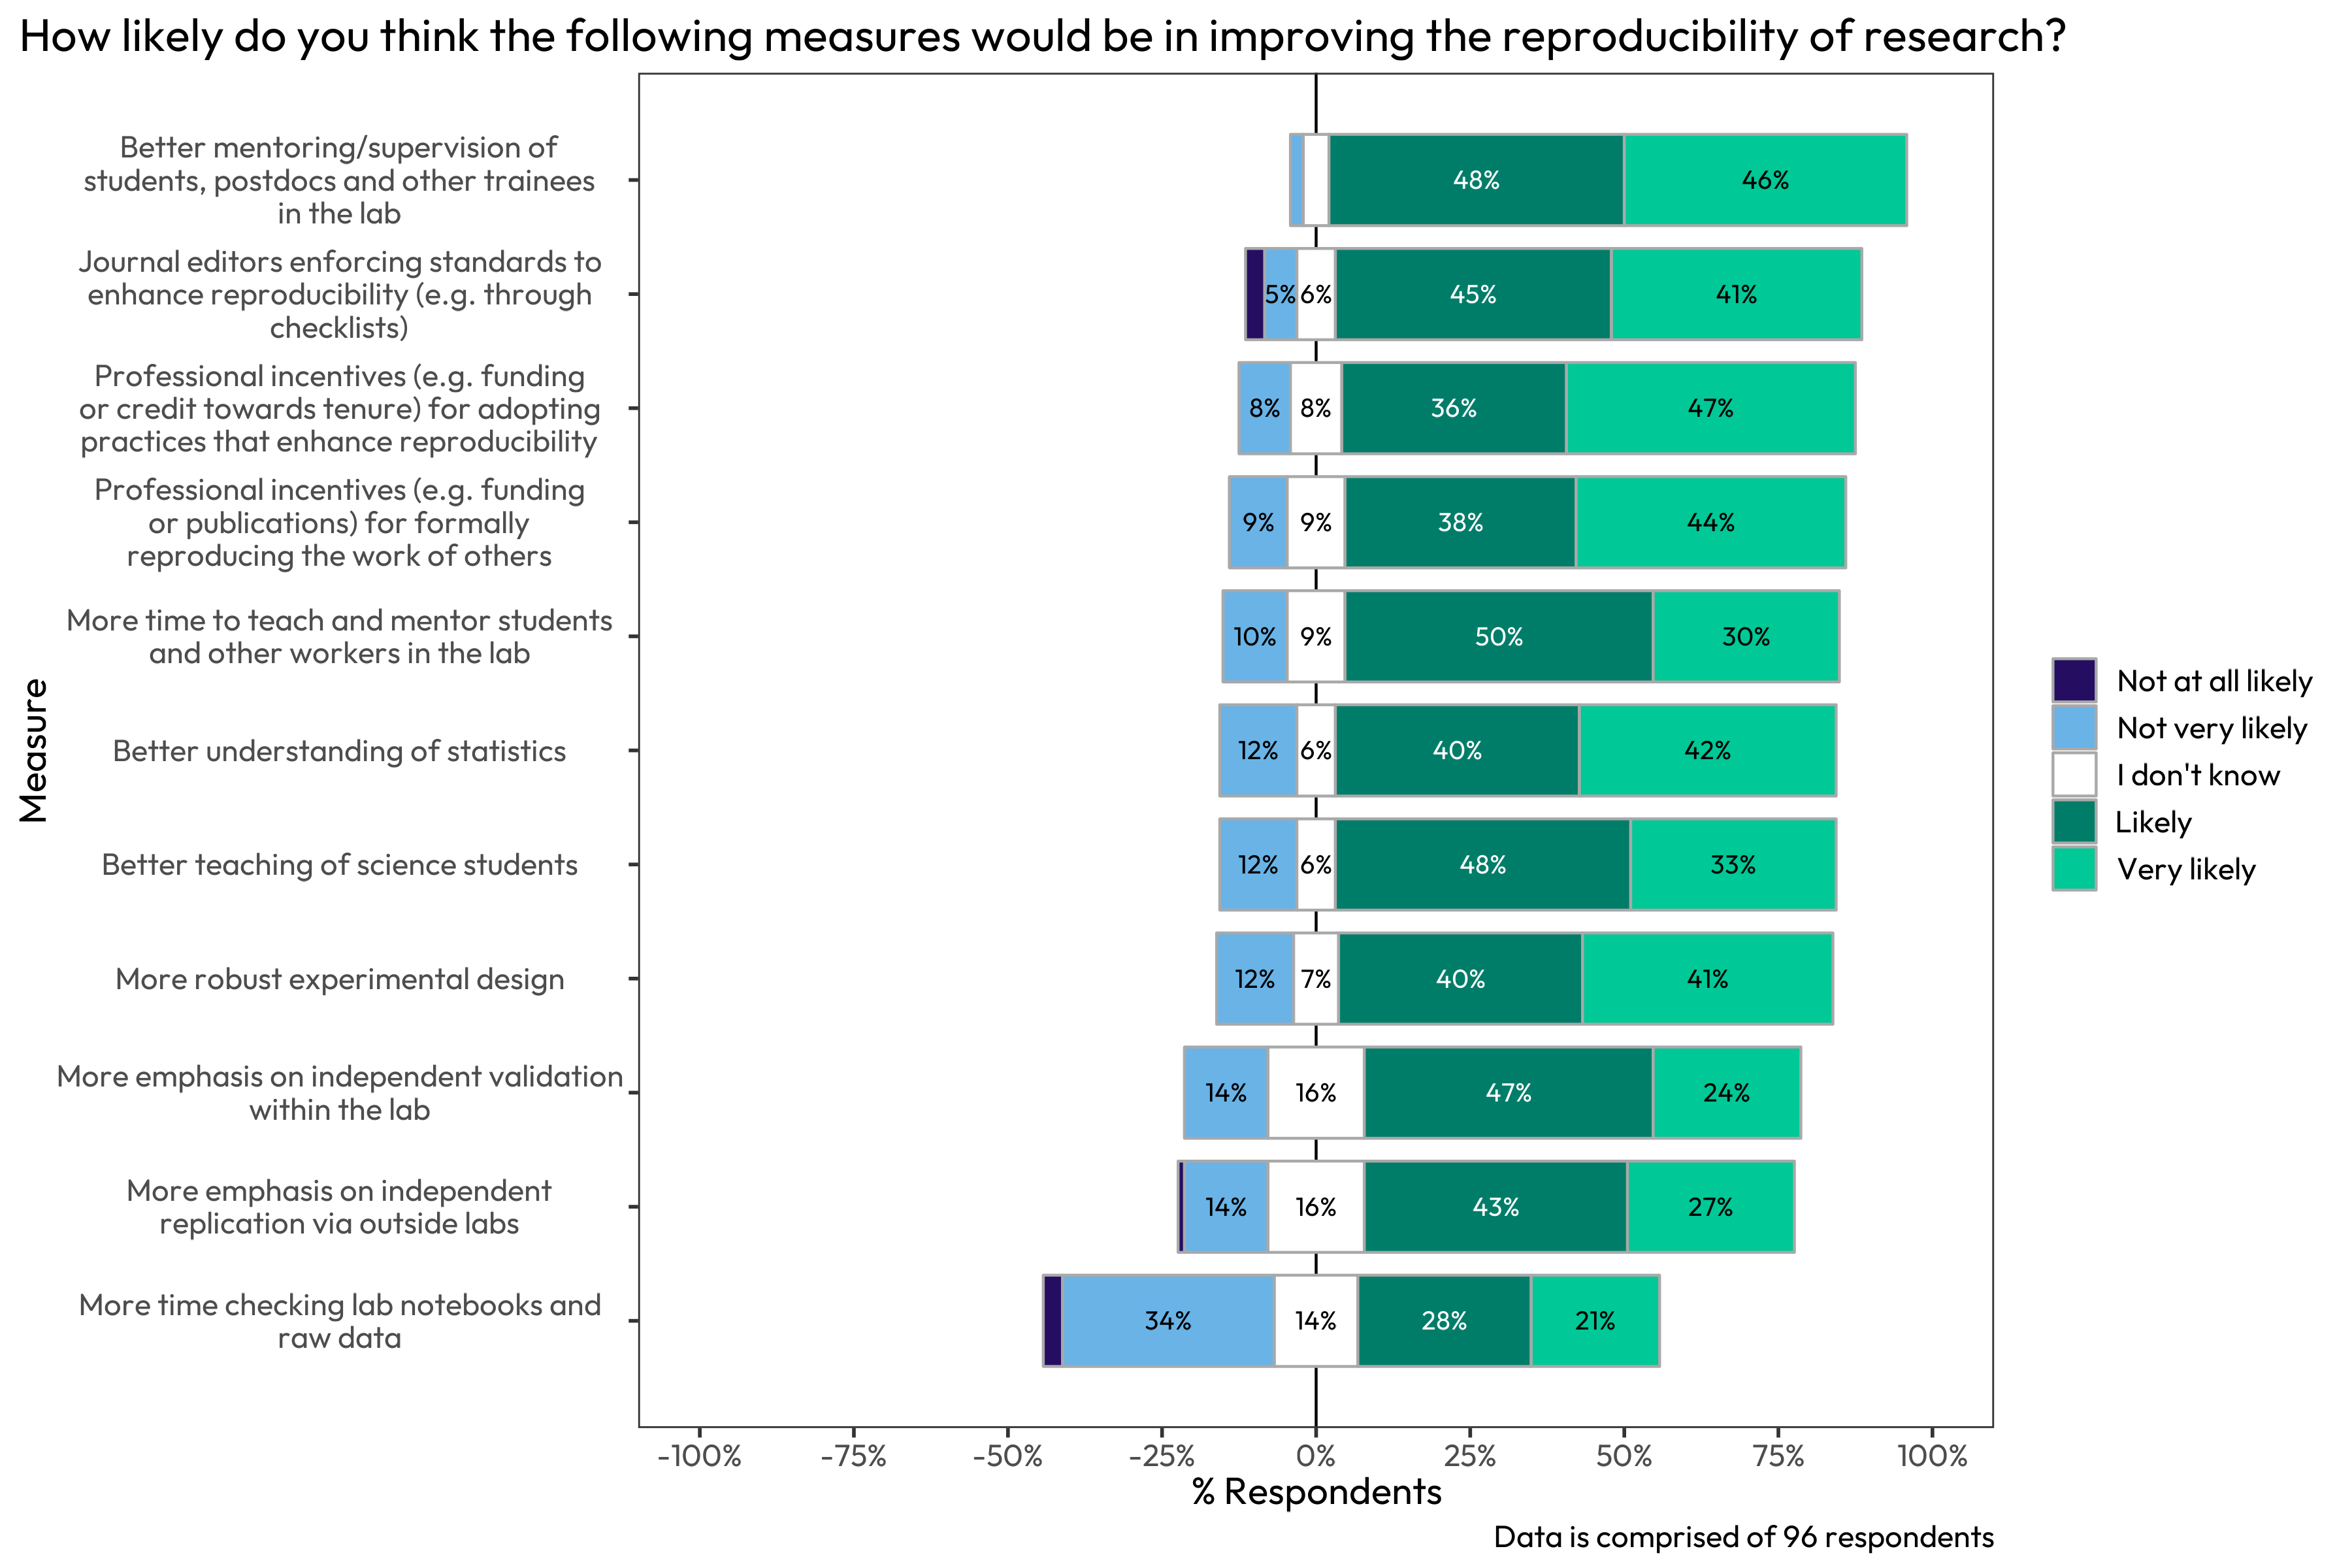 How likely do you think the following measures would be in improving the reproducibility of research?
Better mentoring/supervision of
students, postdocs and other trainees
in the lab
48%
46%
Journal editors enforcing standards to
enhance reproducibility (e.g. through
checklists)
5%
6%
45%
41%
Professional incentives (e.g. funding
or credit towards tenure) for adopting
practices that enhance reproducibility
8%
8%
36%
47%
Professional incentives (e.g. funding
or publications) for formally
reproducing the work of others
9%
9%
38%
44%
More time to teach and mentor students
and other workers in the lab
10%
9%
50%
30%
Better understanding of statistics
12%
6%
40%
42%
Better teaching of science students
12%
6%
48%
33%
More robust experimental design
12%
7%
40%
41%
More emphasis on independent validation
within the lab
14%
16%
47%
24%
More emphasis on independent
replication via outside labs
14%
16%
43%
27%
More time checking lab notebooks and
raw data
34%
14%
28%
21%
Measure
-100%
-75%
-50%
-25%
0%
25%
50%
75%
100%
% Respondents
Not at all likely
Not very likely
I don't know
Likely
Very likely
Data is comprised of 96 respondents